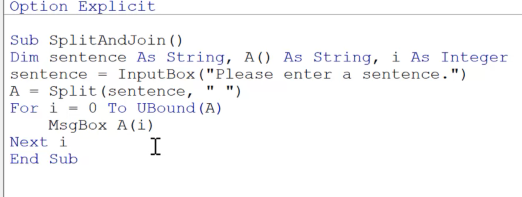 Option Explicit
Sub SplitAndJoin()
Dim sentence As String, A() As String, i As Integer
sentence = InputBox("Please enter a sentence.")
A = Split(sentence, " ")
For i = 0 To UBound(A)
    MsgBox A(i)
Next i
End Sub